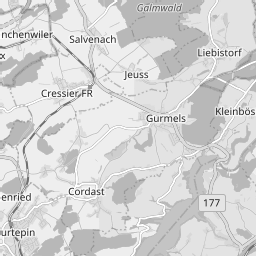 Galmwald
nchenwiler
Salvenach
Liebistorf
Jeuss
Cressier FR
Kleinbös
Gurmels
Cordast
enried
177
urtepin